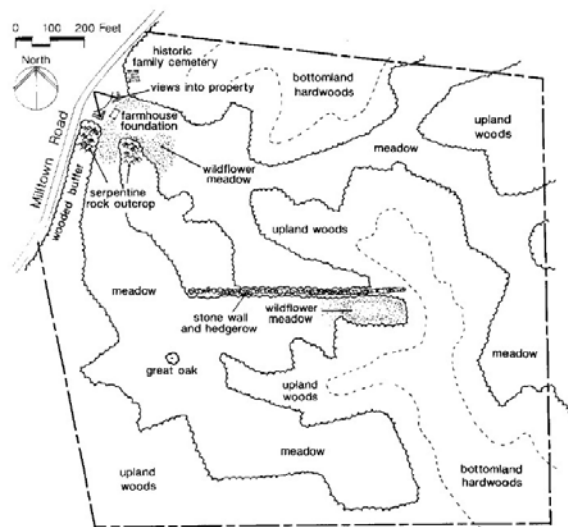 0 100 200 Feet
North
Milltown Road
wooded buffer
historic
family cemetery
views into property
farmhouse
foundation
serpentine
rock outcrop
wildflower
meadow
bottomland
hardwoods
upland
woods
meadow
upland woods
meadow
stone wall
and hedgerow
wildflower
meadow
great oak
upland
woods
meadow
meadow
upland
woods
bottomland
hardwoods